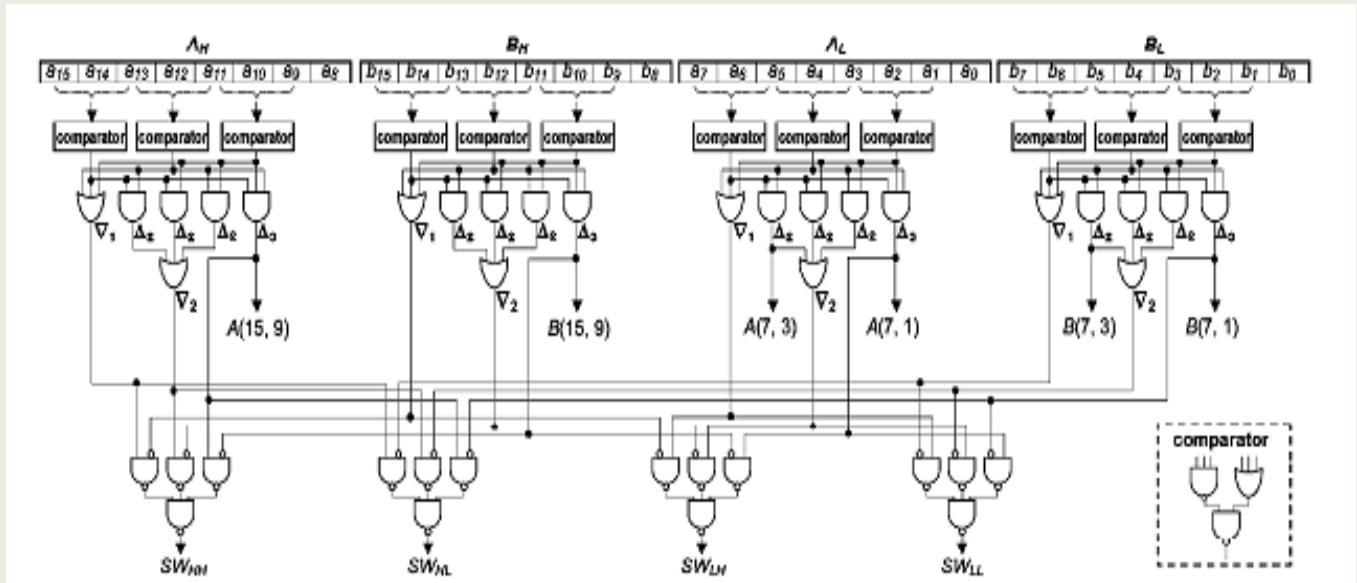 A_H B_H A_L B_L
a15 a14 a13 a12 a11 a10 a9 a8 b15 b14 b13 b12 b11 b10 b9 b8 a7 a6 a5 a4 a3 a2 a1 a0 b7 b6 b5 b4 b3 b2 b1 b0
comparator comparator comparator comparator comparator comparator comparator comparator comparator comparator comparator comparator
∇1 Δ2 Δ2 Δ2 Δ3 ∇1 Δ2 Δ2 Δ2 Δ3 ∇1 Δ2 Δ2 Δ2 Δ3 ∇1 Δ2 Δ2 Δ2 Δ3
∇2 ∇2 ∇2 ∇2
A(15, 9) B(15, 9) A(7, 3) A(7, 1) B(7, 3) B(7, 1)
comparator
SW_HH SW_HL SW_LH SW_LL